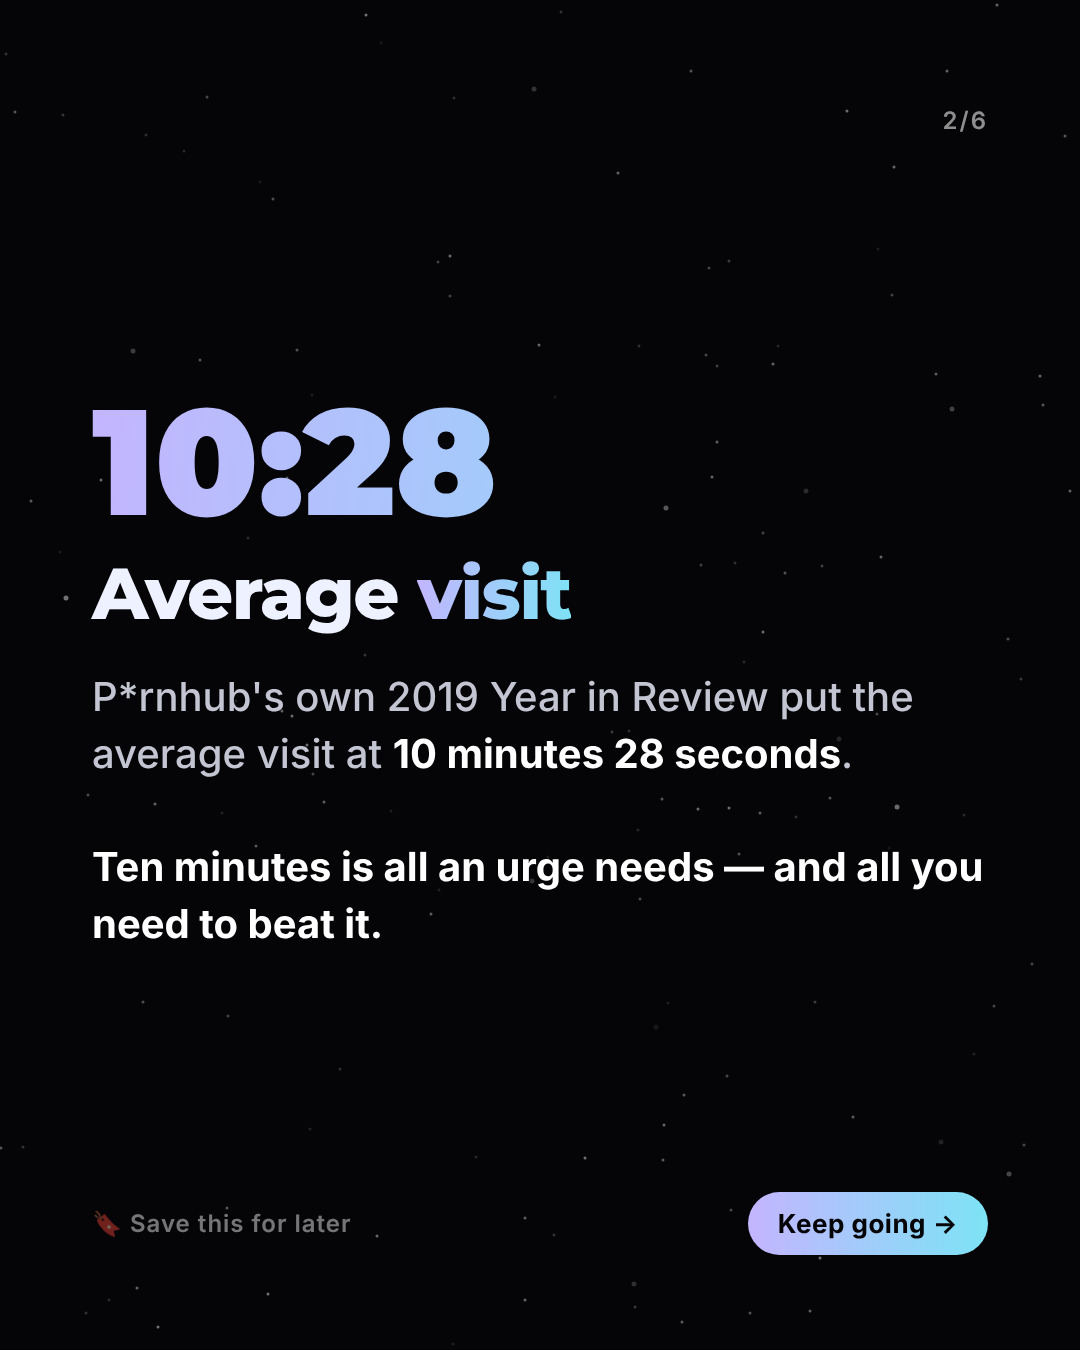 2/6
10:28
Average visit
P*rnhub's own 2019 Year in Review put the
average visit at 10 minutes 28 seconds.
Ten minutes is all an urge needs — and all you
need to beat it.
Save this for later
Keep going →